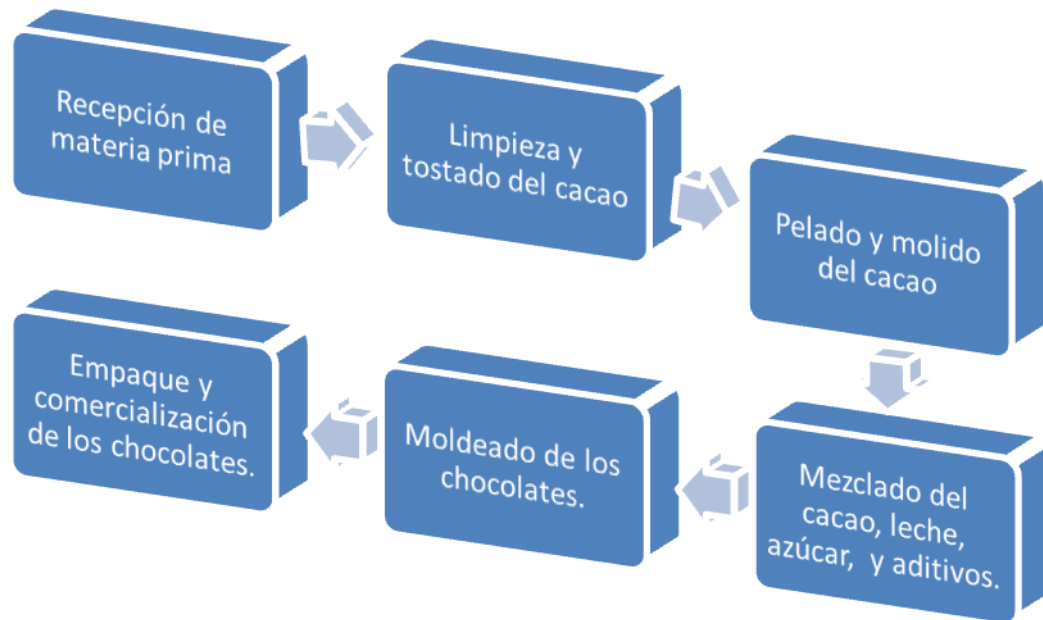 Recepción de
materia prima
Limpieza y
tostado del cacao
Pelado y molido
del cacao
Mezclado del
cacao, leche,
azúcar,  y aditivos.
Moldeado de los
chocolates.
Empaque y
comercialización
de los chocolates.